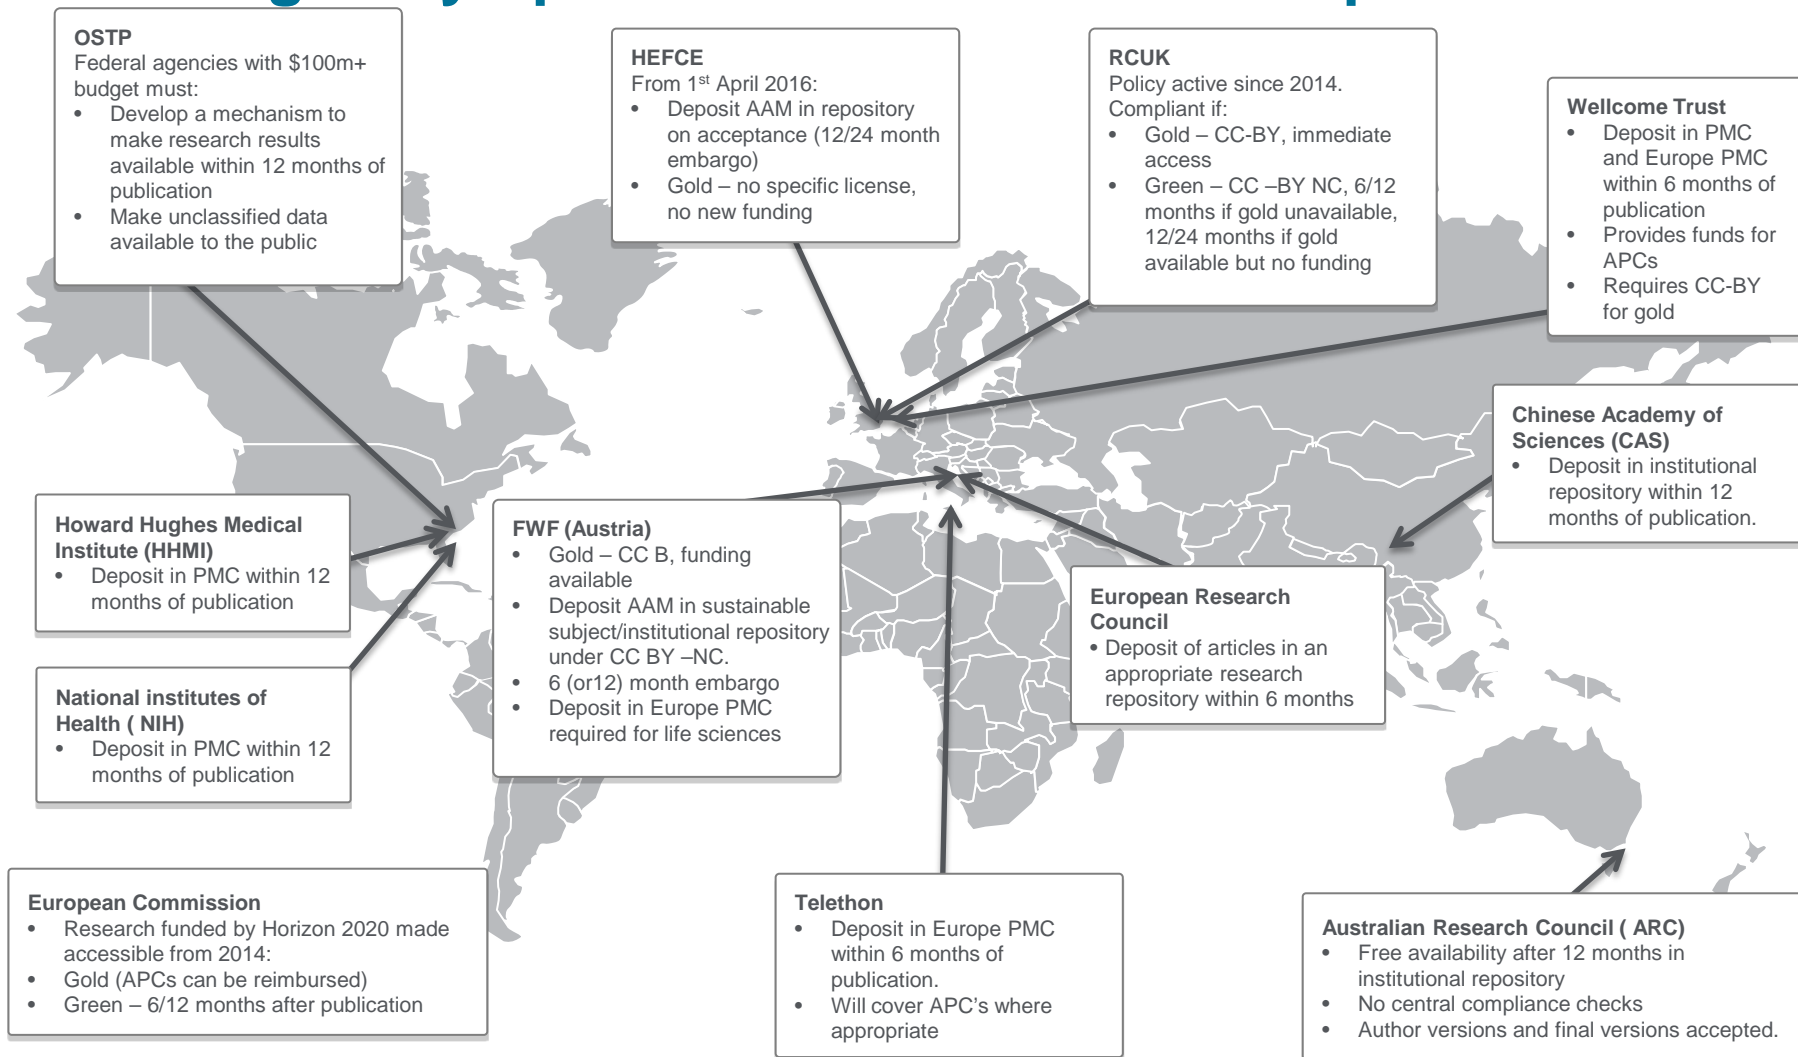 OSTP
Federal agencies with $100m+
budget must:
• Develop a mechanism to
make research results
available within 12 months of
publication
• Make unclassified data
available to the public
HEFCE
From 1st April 2016:
• Deposit AAM in repository
on acceptance (12/24 month
embargo)
• Gold – no specific license,
no new funding
RCUK
Policy active since 2014.
Compliant if:
• Gold – CC-BY, immediate
access
• Green – CC –BY NC, 6/12
months if gold unavailable,
12/24 months if gold
available but no funding
Wellcome Trust
• Deposit in PMC
and Europe PMC
within 6 months of
publication
• Provides funds for
APCs
• Requires CC-BY
for gold
Chinese Academy of
Sciences (CAS)
• Deposit in institutional
repository within 12
months of publication.
Howard Hughes Medical
Institute (HHMI)
• Deposit in PMC within 12
months of publication
FWF (Austria)
• Gold – CC B, funding
available
• Deposit AAM in sustainable
subject/institutional repository
under CC BY –NC.
• 6 (or12) month embargo
• Deposit in Europe PMC
required for life sciences
European Research
Council
• Deposit of articles in an
appropriate research
repository within 6 months
National institutes of
Health ( NIH)
• Deposit in PMC within 12
months of publication
European Commission
• Research funded by Horizon 2020 made
accessible from 2014:
• Gold (APCs can be reimbursed)
• Green – 6/12 months after publication
Telethon
• Deposit in Europe PMC
within 6 months of
publication.
• Will cover APC’s where
appropriate
Australian Research Council ( ARC)
• Free availability after 12 months in
institutional repository
• No central compliance checks
• Author versions and final versions accepted.